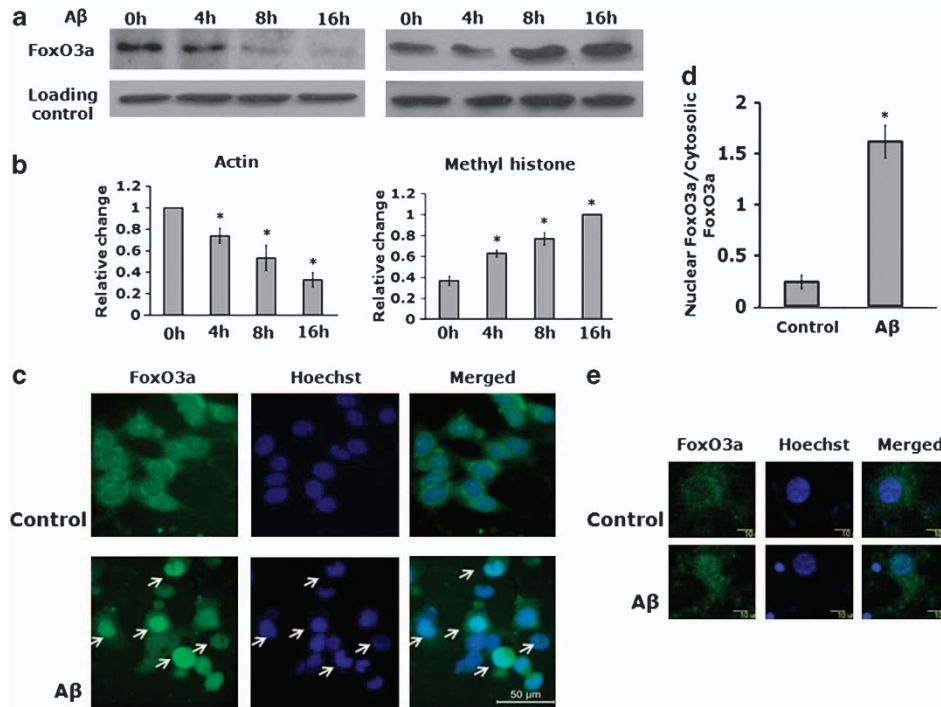 a
Aβ 0h 4h 8h 16h 0h 4h 8h 16h
FoxO3a
Loading
control
b
Actin
Relative change
1.2
1
0.8
0.6
0.4
0.2
0
0h 4h 8h 16h
* * *
Methyl histone
Relative change
1.2
1
0.8
0.6
0.4
0.2
0
0h 4h 8h 16h
* * *
c
FoxO3a Hoechst Merged
Control
Aβ
50 µm
d
Nuclear FoxO3a/Cytosolic
FoxO3a
2
1.5
1
0.5
0
*
Control Aβ
e
FoxO3a Hoechst Merged
Control
Aβ